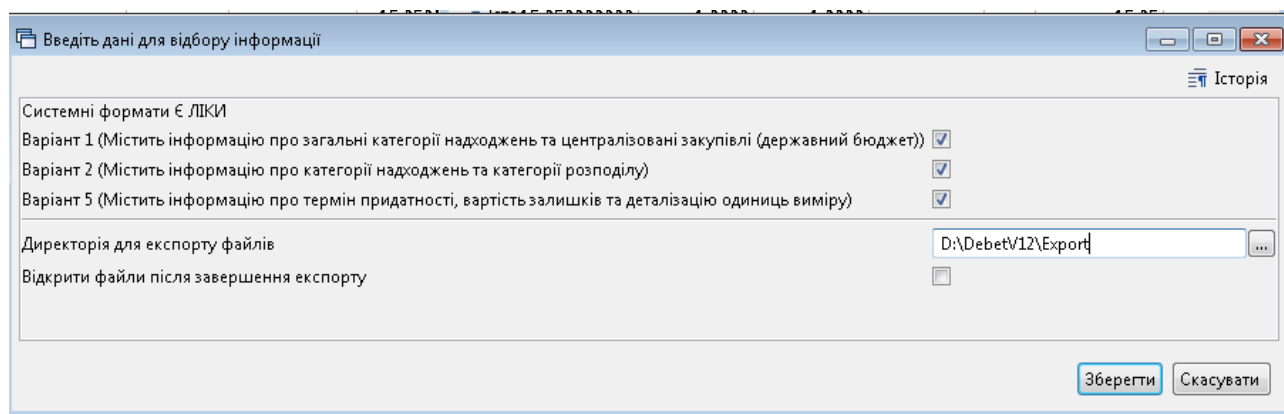 Введіть дані для відбору інформації
Історія
Системні формати Є ЛІКИ
Варіант 1 (Містить інформацію про загальні категорії надходжень та централізовані закупівлі (державний бюджет))
Варіант 2 (Містить інформацію про категорії надходжень та категорії розподілу)
Варіант 5 (Містить інформацію про термін придатності, вартість залишків та деталізацію одиниць виміру)
Директорія для експорту файлів D:\DebetV12\Export ...
Відкрити файли після завершення експорту
Зберегти Скасувати